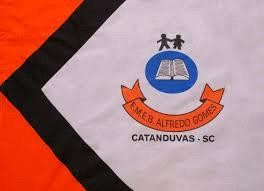 E.M.E.B. ALFREDO GOMES
CATANDUVAS - SC